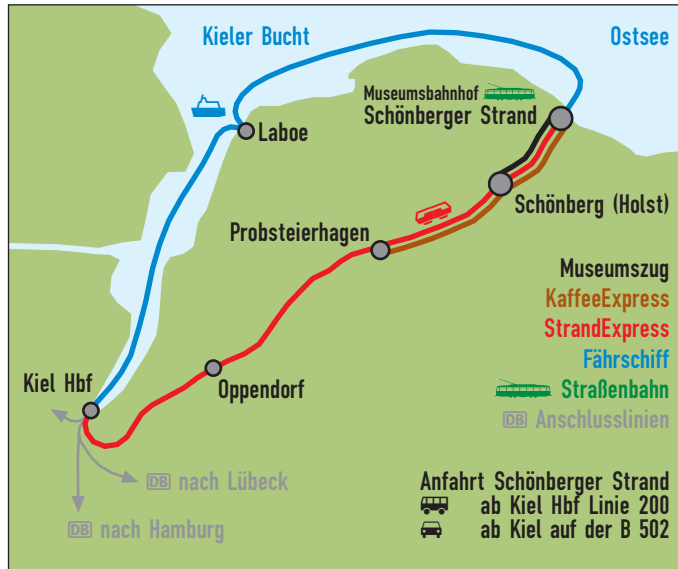 Kieler Bucht
Ostsee
Museumsbahnhof
Schönberger Strand
Laboe
Schönberg (Holst)
Probsteierhagen
Museumszug
KaffeeExpress
StrandExpress
Fährschiff
Straßenbahn
DB Anschlusslinien
Kiel Hbf
Oppendorf
DB nach Lübeck
DB nach Hamburg
Anfahrt Schönberger Strand
ab Kiel Hbf Linie 200
ab Kiel auf der B 502